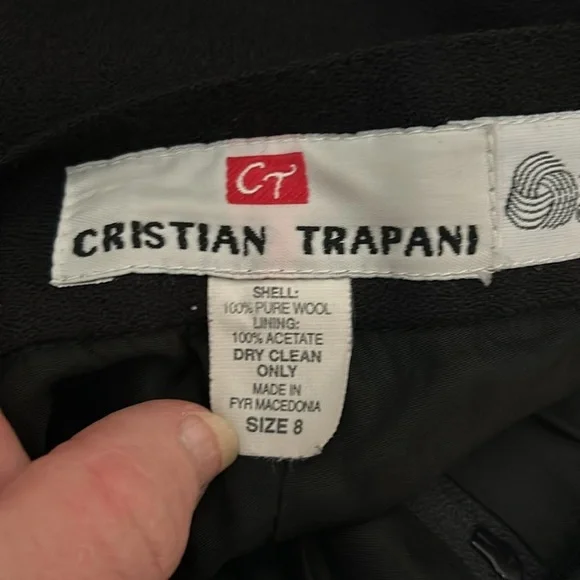 CT
CRISTIAN TRAPANI
SHELL:
100% PURE WOOL
LINING:
100% ACETATE
DRY CLEAN
ONLY
MADE IN
FYR MACEDONIA
SIZE 8